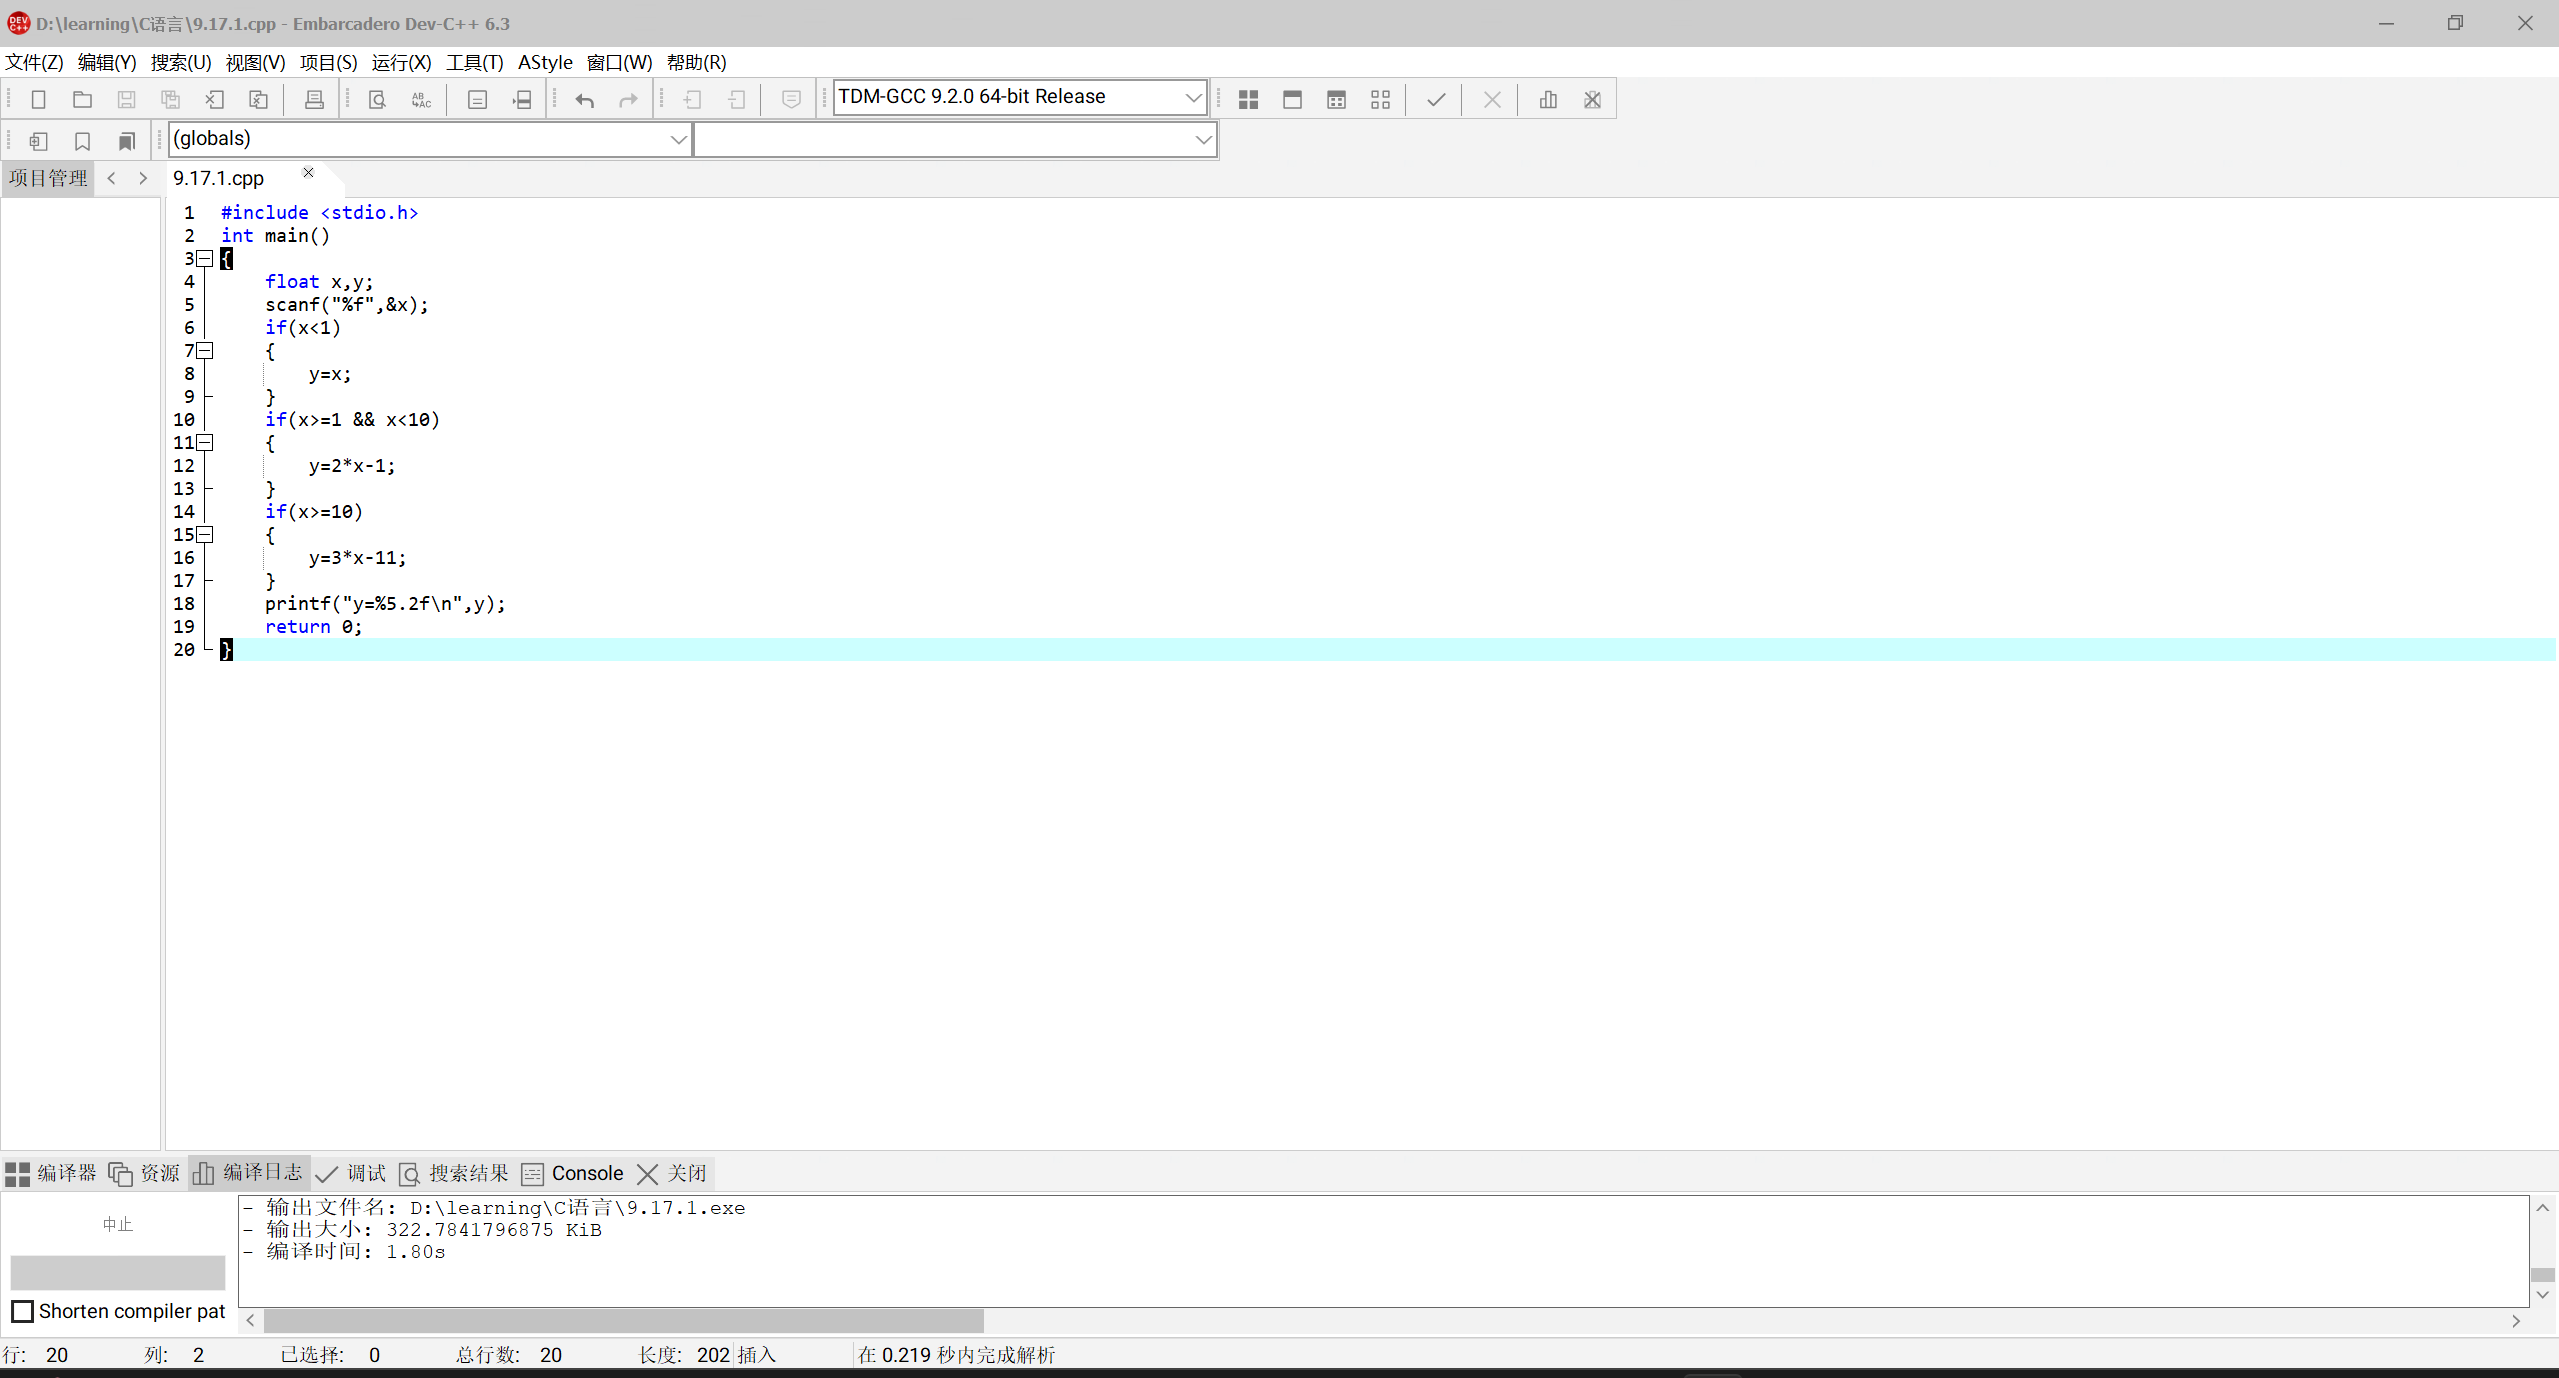 D:\learning\C语言\9.17.1.cpp - Embarcadero Dev-C++ 6.3
文件(Z) 编辑(Y) 搜索(U) 视图(V) 项目(S) 运行(X) 工具(T) AStyle 窗口(W) 帮助(R)
TDM-GCC 9.2.0 64-bit Release
(globals)
项目管理 9.17.1.cpp
1 #include <stdio.h>
2 int main()
3 {
4 float x,y;
5 scanf("%f",&x);
6 if(x<1)
7 {
8 y=x;
9 }
10 if(x>=1 && x<10)
11 {
12 y=2*x-1;
13 }
14 if(x>=10)
15 {
16 y=3*x-11;
17 }
18 printf("y=%5.2f\n",y);
19 return 0;
20 }
编译器 资源 编译日志 调试 搜索结果 Console 关闭
中止
- 输出文件名: D:\learning\C语言\9.17.1.exe
- 输出大小: 322.7841796875 KiB
- 编译时间: 1.80s
Shorten compiler pat
行: 20 列: 2 已选择: 0 总行数: 20 长度: 202 插入 在 0.219 秒内完成解析